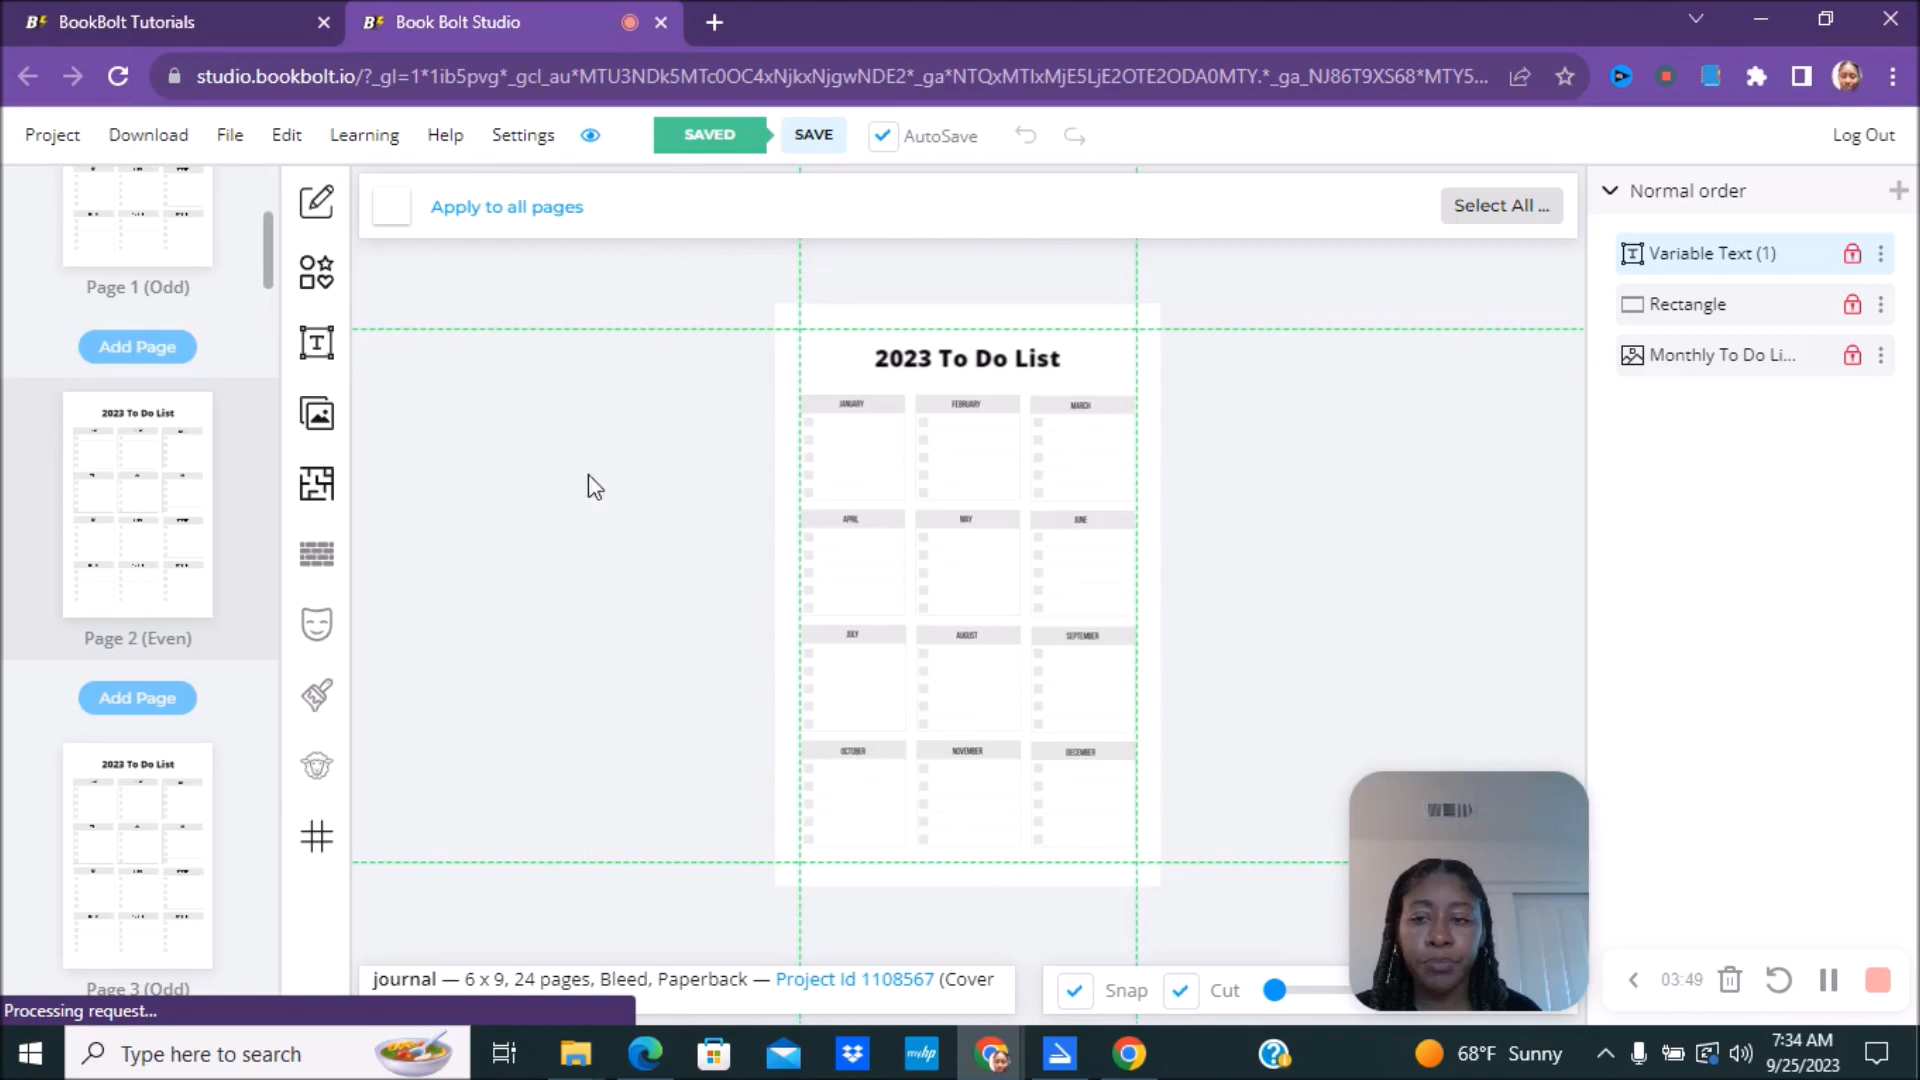 BookBolt Tutorials
Book Bolt Studio
studio.bookbolt.io/?_gl=1*1ib5pvg*_gcl_au*MTU3NDk5MTc0OC4xNjkxNjgwNDE2*_ga*NTQxMTIxMjE5LjE2OTE2ODA0MTY.*_ga_NJ86T9XS68*MTY5...
Project
Download
File
Edit
Learning
Help
Settings
SAVED
SAVE
AutoSave
Log Out
Page 1 (Odd)
Add Page
2023 To Do List
Page 2 (Even)
Add Page
2023 To Do List
Page 3 (Odd)
Apply to all pages
Select All ...
2023 To Do List
JANUARY FEBRUARY MARCH
APRIL MAY JUNE
JULY AUGUST SEPTEMBER
OCTOBER NOVEMBER DECEMBER
Normal order
Variable Text (1)
Rectangle
Monthly To Do Li...
journal — 6 x 9, 24 pages, Bleed, Paperback — Project Id 1108567 (Cover
Snap
Cut
03:49
Processing request...
Type here to search
myhp
68°F Sunny
7:34 AM
9/25/2023